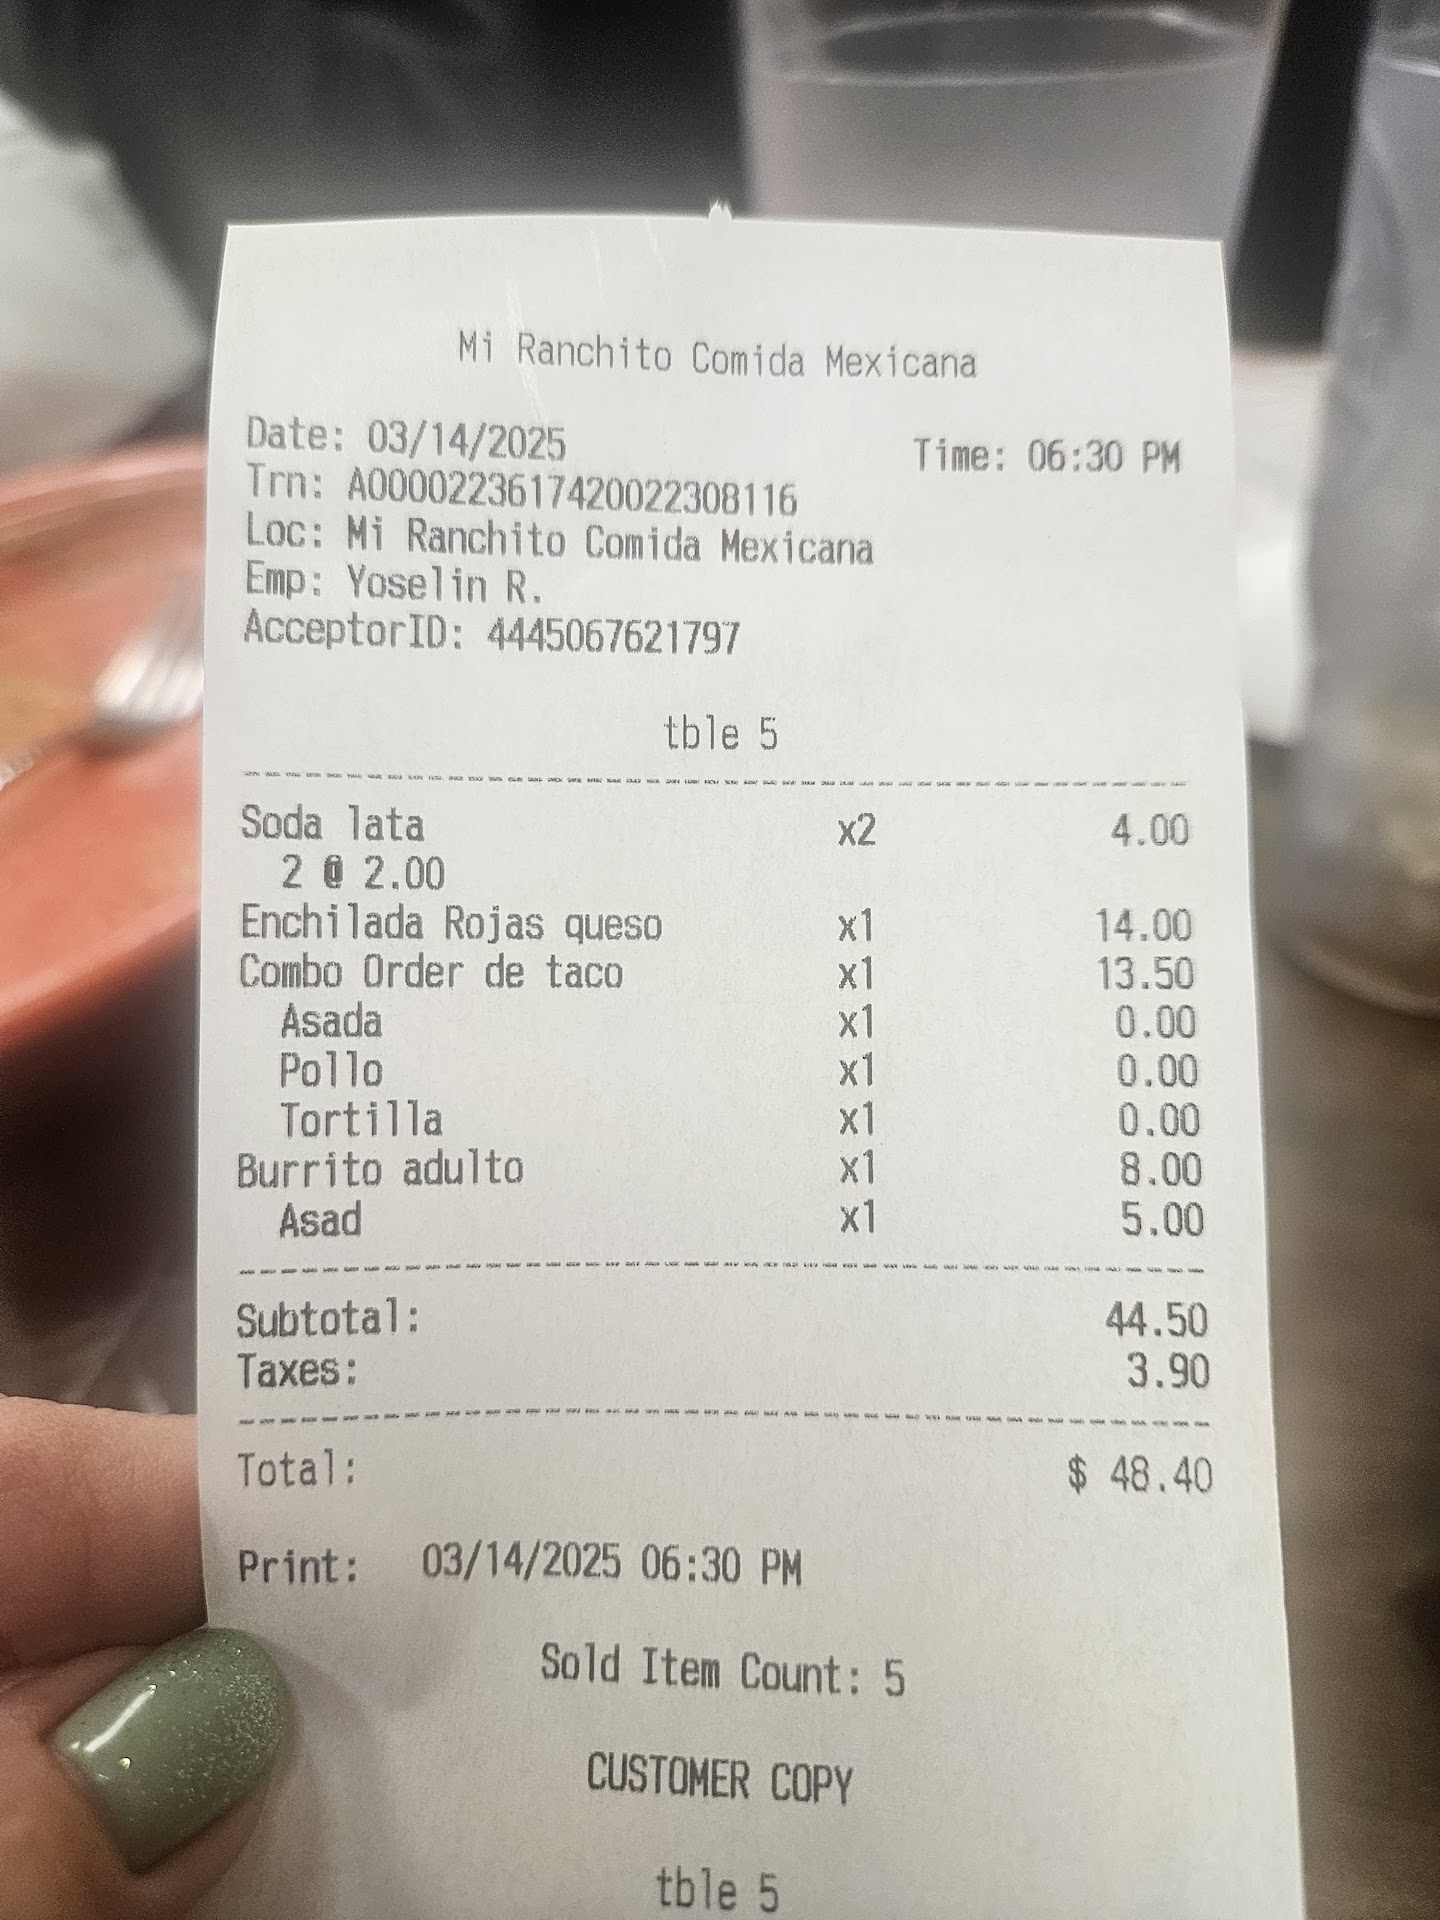 Mi Ranchito Comida Mexicana
Date: 03/14/2025 Time: 06:30 PM
Trn: A0000223617420022308116
Loc: Mi Ranchito Comida Mexicana
Emp: Yoselin R.
AcceptorID: 4445067621797
tble 5
Soda lata x2 4.00
2 @ 2.00
Enchilada Rojas queso x1 14.00
Combo Order de taco x1 13.50
Asada x1 0.00
Pollo x1 0.00
Tortilla x1 0.00
Burrito adulto x1 8.00
Asad x1 5.00
Subtotal: 44.50
Taxes: 3.90
Total: $ 48.40
Print: 03/14/2025 06:30 PM
Sold Item Count: 5
CUSTOMER COPY
tble 5